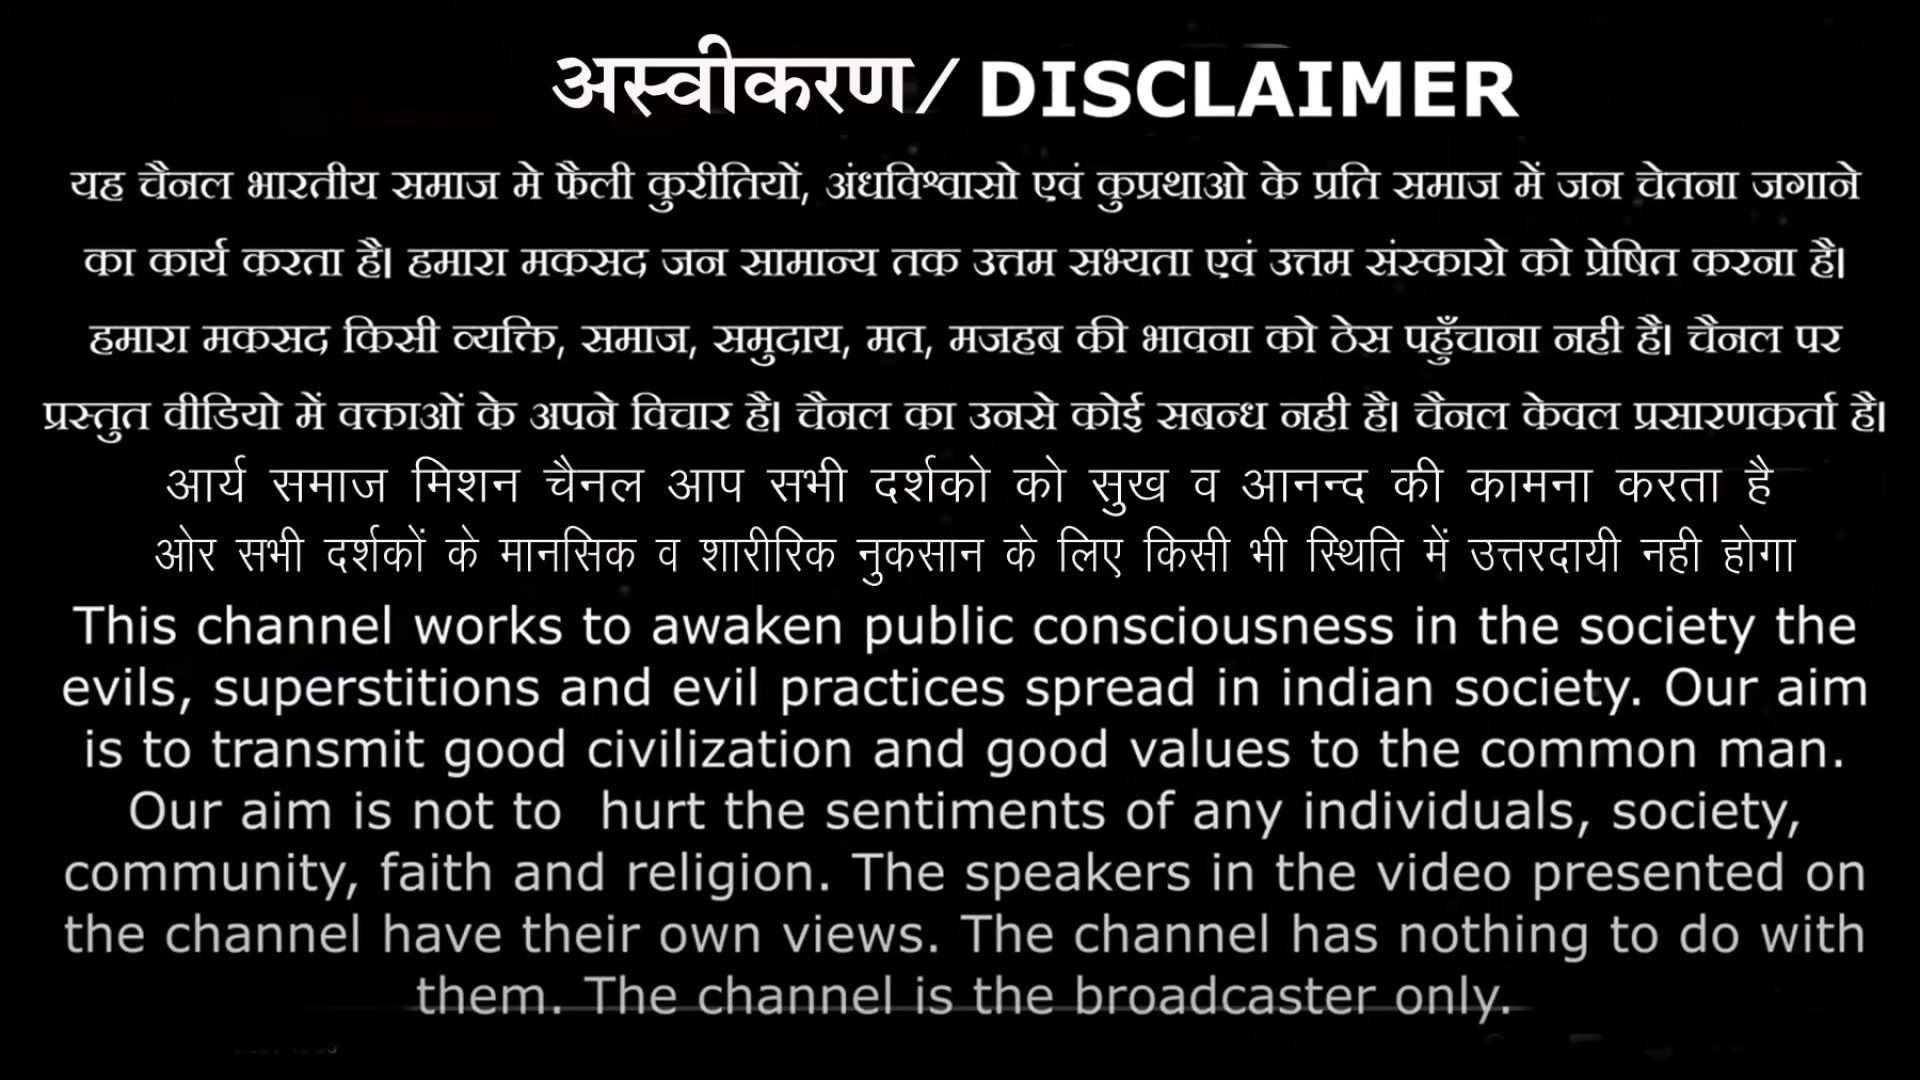 अस्वीकरण/ DISCLAIMER
यह चैनल भारतीय समाज मे फैली कुरीतियों, अंधविश्वासो एवं कुप्रथाओ के प्रति समाज में जन चेतना जगाने
का कार्य करता है। हमारा मकसद जन सामान्य तक उत्तम सभ्यता एवं उत्तम संस्कारो को प्रेषित करना है।
हमारा मकसद किसी व्यक्ति, समाज, समुदाय, मत, मजहब की भावना को ठेस पहुँचाना नही है। चैनल पर
प्रस्तुत वीडियो में वक्ताओं के अपने विचार है। चैनल का उनसे कोई सबन्ध नही है। चैनल केवल प्रसारणकर्ता है।
आर्य समाज मिशन चैनल आप सभी दर्शको को सुख व आनन्द की कामना करता है
ओर सभी दर्शकों के मानसिक व शारीरिक नुकसान के लिए किसी भी स्थिति में उत्तरदायी नही होगा
This channel works to awaken public consciousness in the society the
evils, superstitions and evil practices spread in indian society. Our aim
is to transmit good civilization and good values to the common man.
Our aim is not to  hurt the sentiments of any individuals, society,
community, faith and religion. The speakers in the video presented on
the channel have their own views. The channel has nothing to do with
them. The channel is the broadcaster only.